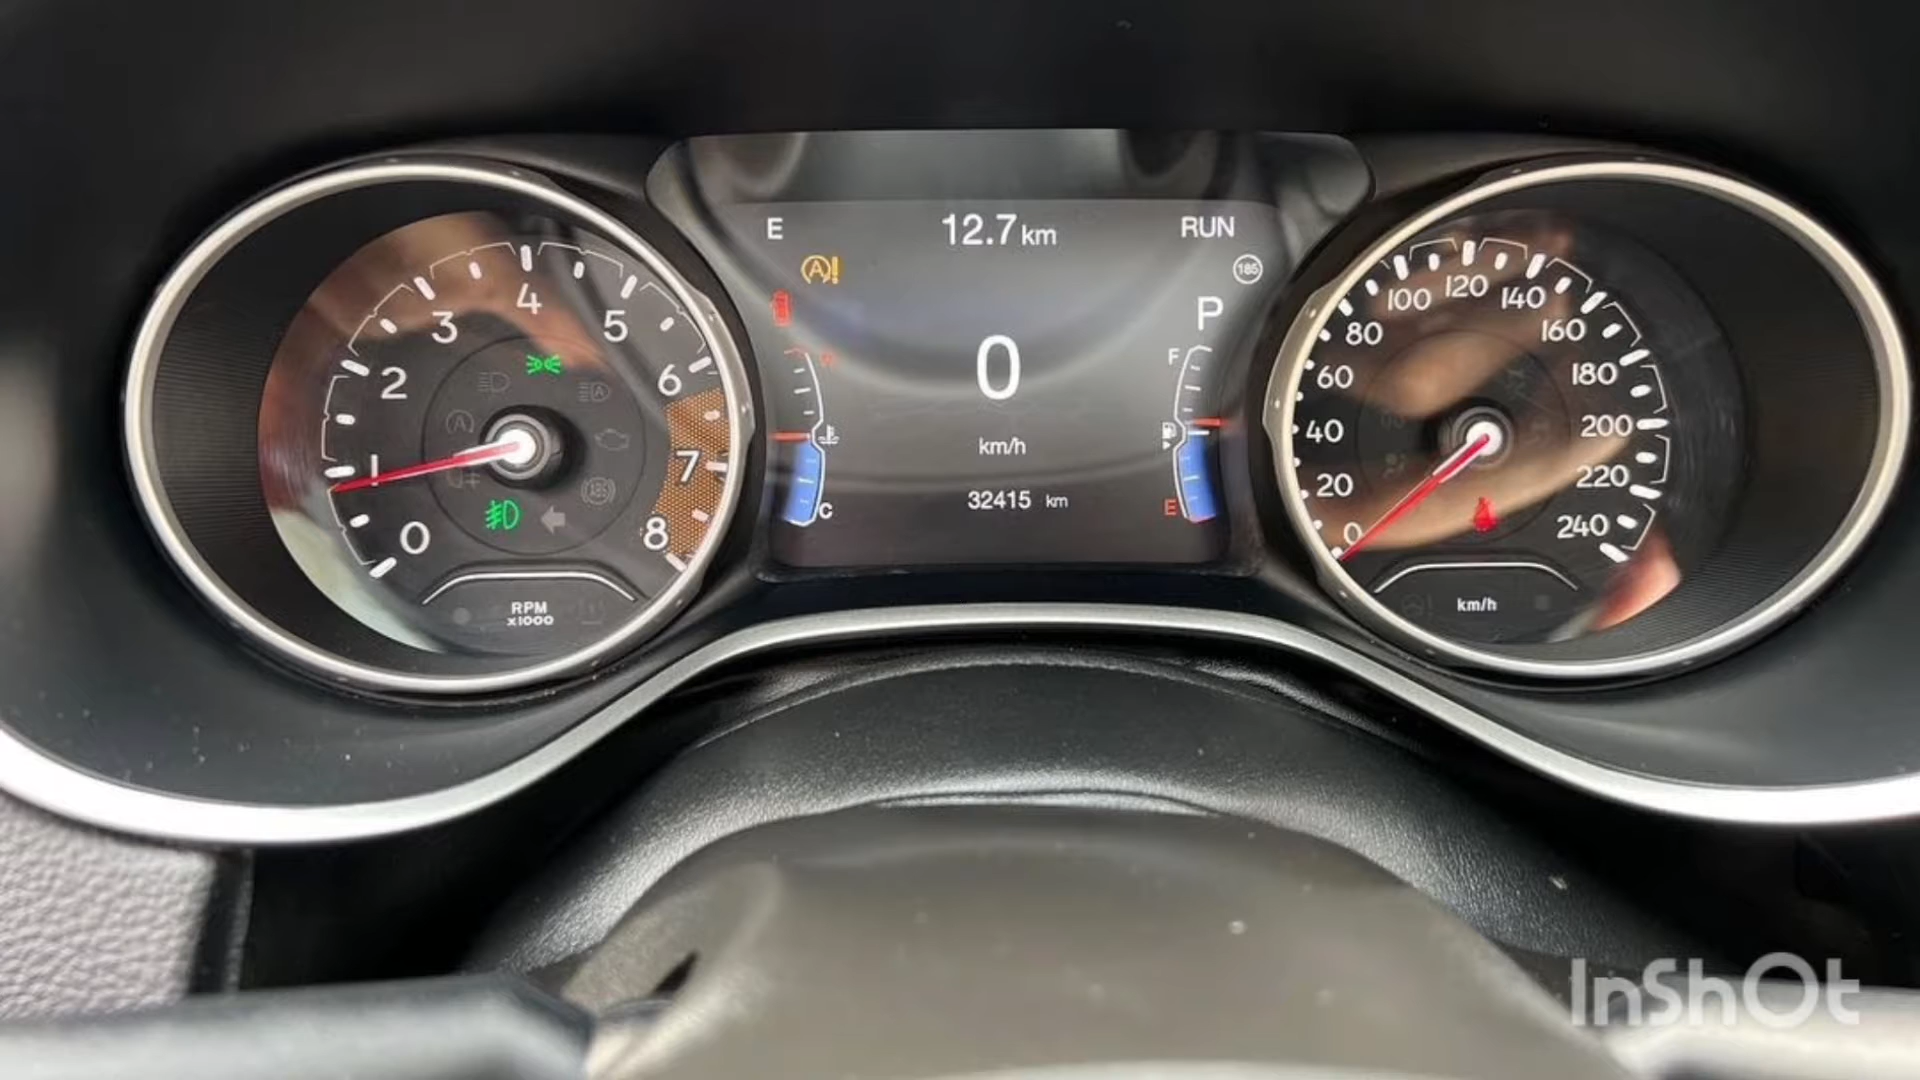 E 12.7 km RUN
A! 185
P
0
km/h
32415 km
F
E
C
0 1 2 3 4 5 6 7 8
RPM
x1000
0 20 40 60 80 100 120 140 160 180 200 220 240
km/h
InShOt